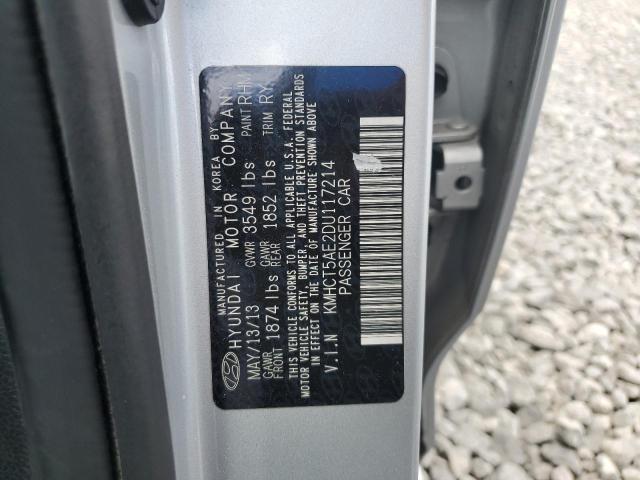 MANUFACTURED IN KOREA BY
HYUNDAI MOTOR COMPANY
MAY/13/13 GVWR 3549 lbs PAINT RHM
GAWR FRONT 1874 lbs GAWR REAR 1852 lbs TRIM RY
THIS VEHICLE CONFORMS TO ALL APPLICABLE U.S.A. FEDERAL
MOTOR VEHICLE SAFETY, BUMPER, AND THEFT PREVENTION STANDARDS
IN EFFECT ON THE DATE OF MANUFACTURE SHOWN ABOVE
V.I.N KMHCT5AE2DU117214
PASSENGER CAR